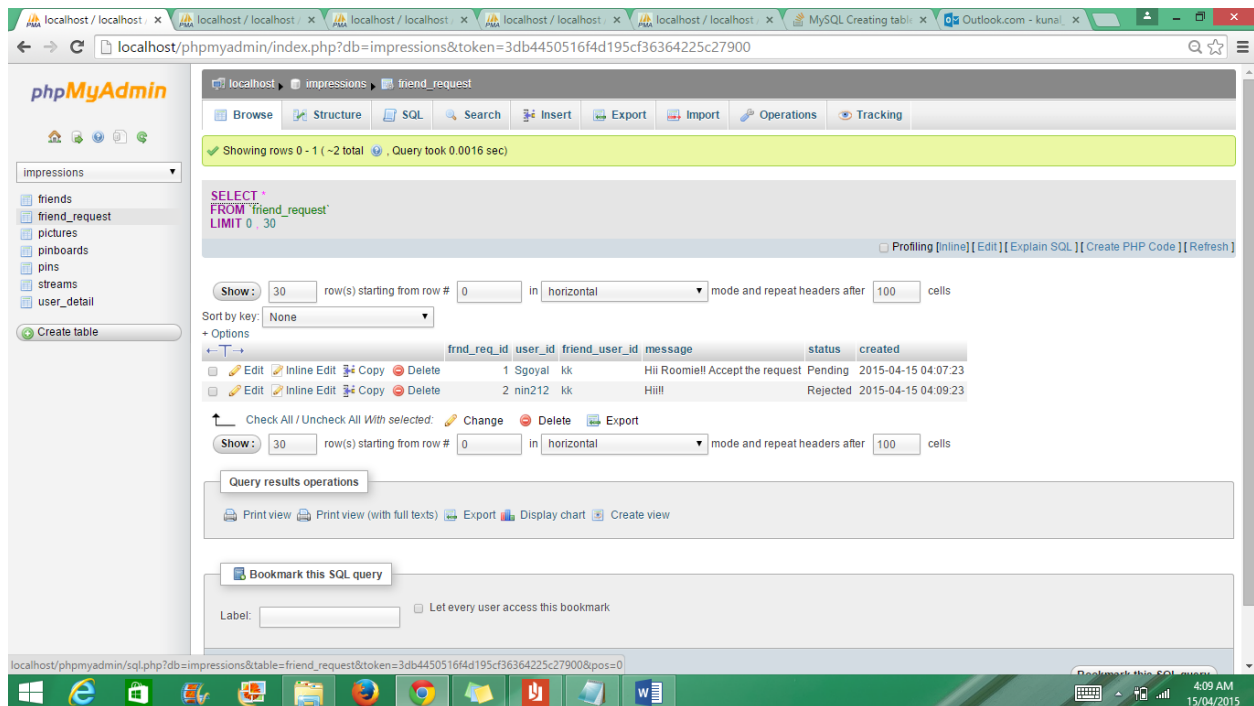 localhost / localhost / localhost / localhost / localhost / localhost / localhost / localhost / localhost / localhost / MySQL Creating table Outlook.com - kunal_
localhost/phpmyadmin/index.php?db=impressions&token=3db4450516f4d195cf36364225c27900
phpMyAdmin
impressions
friends
friend_request
pictures
pinboards
pins
streams
user_detail
Create table
localhost impressions friend_request
Browse Structure SQL Search Insert Export Import Operations Tracking
Showing rows 0 - 1 ( ~2 total , Query took 0.0016 sec)
SELECT *
FROM `friend_request`
LIMIT 0 , 30
Profiling [Inline] [ Edit ] [ Explain SQL ] [ Create PHP Code ] [ Refresh ]
Show : 30 row(s) starting from row # 0 in horizontal mode and repeat headers after 100 cells
Sort by key: None
+ Options
←T→ frnd_req_id user_id friend_user_id message status created
Edit Inline Edit Copy Delete 1 Sgoyal kk Hii Roomie!! Accept the request Pending 2015-04-15 04:07:23
Edit Inline Edit Copy Delete 2 nin212 kk Hii!! Rejected 2015-04-15 04:09:23
Check All / Uncheck All With selected: Change Delete Export
Show : 30 row(s) starting from row # 0 in horizontal mode and repeat headers after 100 cells
Query results operations
Print view Print view (with full texts) Export Display chart Create view
Bookmark this SQL query
Label: Let every user access this bookmark
Bookmark this SQL query
localhost/phpmyadmin/sql.php?db=impressions&table=friend_request&token=3db4450516f4d195cf36364225c27900&pos=0
4:09 AM
15/04/2015